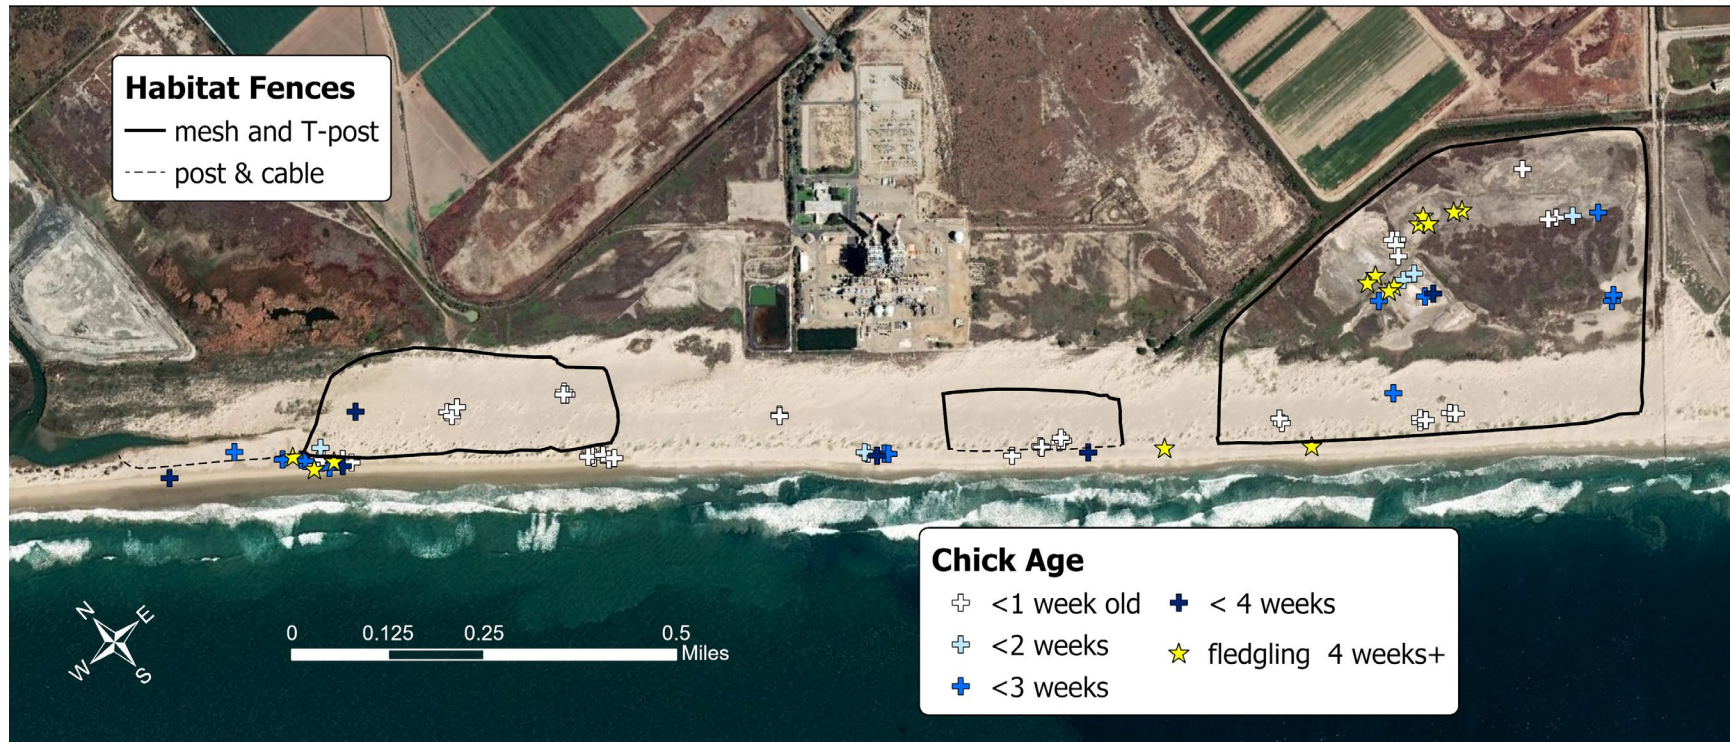 Habitat Fences
mesh and T-post
post & cable
N
E
W
S
0 0.125 0.25 0.5
Miles
Chick Age
<1 week old
<2 weeks
<3 weeks
< 4 weeks
fledgling 4 weeks+